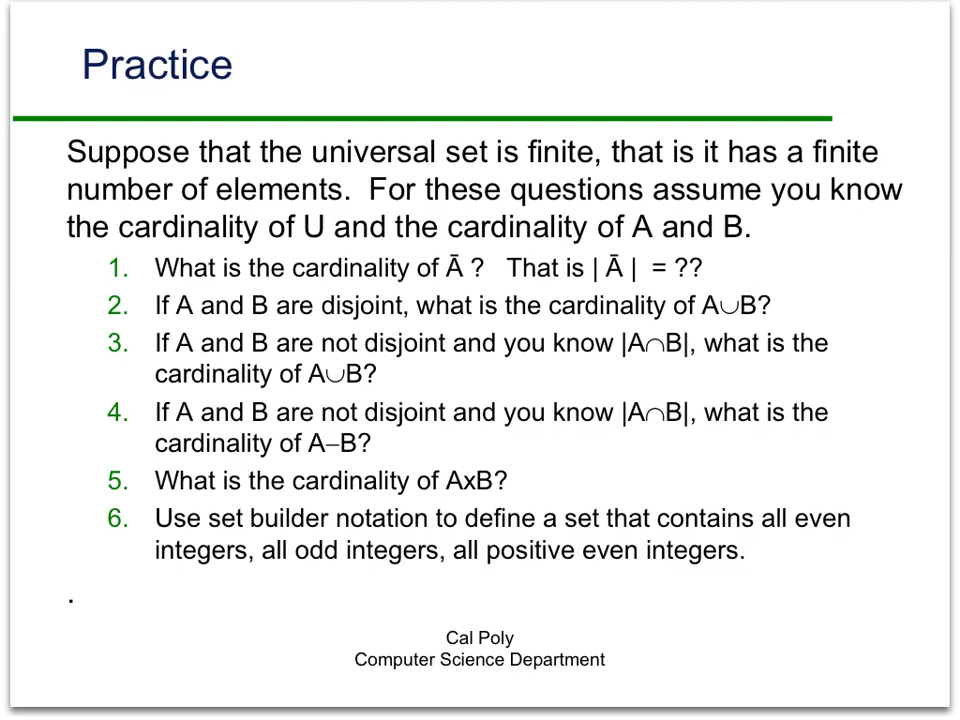 Practice
Suppose that the universal set is finite, that is it has a finite
number of elements.  For these questions assume you know
the cardinality of U and the cardinality of A and B.
1. What is the cardinality of Ā ?   That is | Ā |  = ??
2. If A and B are disjoint, what is the cardinality of A∪B?
3. If A and B are not disjoint and you know |A∩B|, what is the
cardinality of A∪B?
4. If A and B are not disjoint and you know |A∩B|, what is the
cardinality of A−B?
5. What is the cardinality of AxB?
6. Use set builder notation to define a set that contains all even
integers, all odd integers, all positive even integers.
.
Cal Poly
Computer Science Department